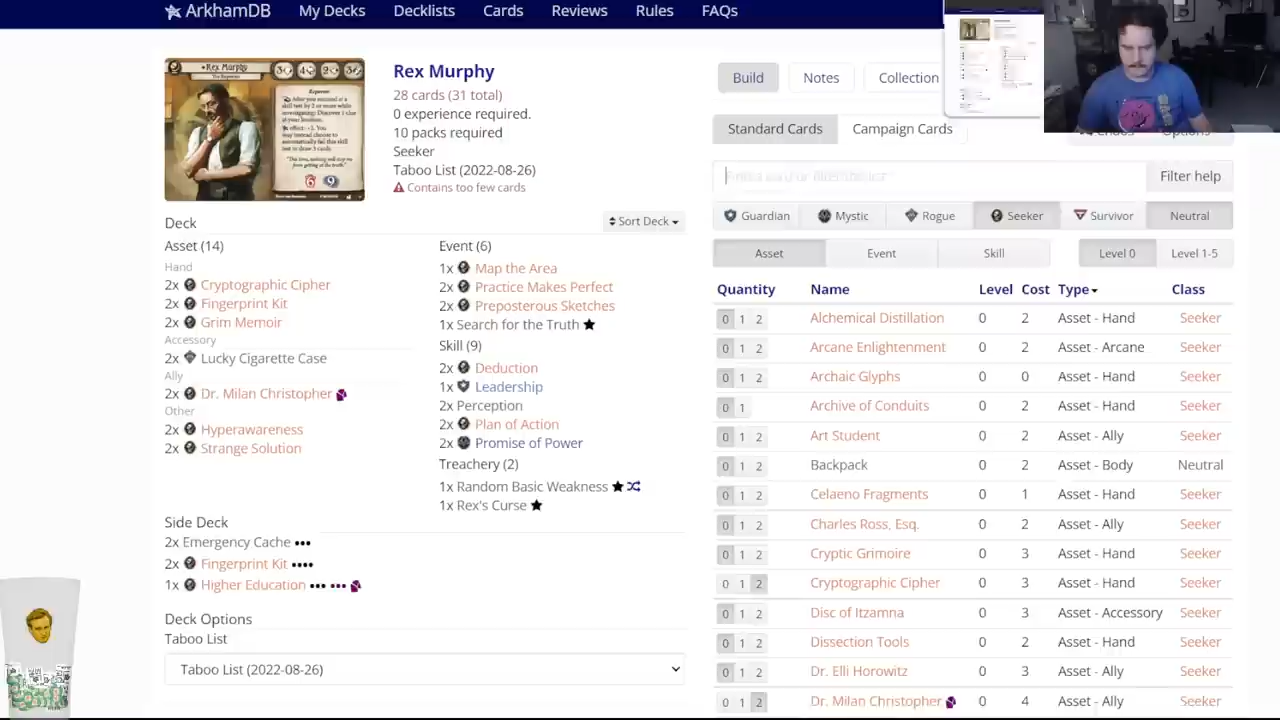 ArkhamDB My Decks Decklists Cards Reviews Rules FAQs
Rex Murphy
28 cards (31 total)
0 experience required.
10 packs required
Seeker
Taboo List (2022-08-26)
Contains too few cards
Build Notes Collection
Standard Cards Campaign Cards
Filter help
Guardian Mystic Rogue Seeker Survivor Neutral
Asset Event Skill Level 0 Level 1-5
Deck
Sort Deck
Asset (14)
Hand
2x Cryptographic Cipher
2x Fingerprint Kit
2x Grim Memoir
Accessory
2x Lucky Cigarette Case
Ally
2x Dr. Milan Christopher
Other
2x Hyperawareness
2x Strange Solution
Event (6)
1x Map the Area
2x Practice Makes Perfect
2x Preposterous Sketches
1x Search for the Truth ★
Skill (9)
2x Deduction
1x Leadership
2x Perception
2x Plan of Action
2x Promise of Power
Treachery (2)
1x Random Basic Weakness ★
1x Rex's Curse ★
Side Deck
2x Emergency Cache •••
2x Fingerprint Kit ••••
1x Higher Education ••• •••
Deck Options
Taboo List
Taboo List (2022-08-26)
Quantity Name Level Cost Type Class
0 1 2 Alchemical Distillation 0 2 Asset - Hand Seeker
0 1 2 Arcane Enlightenment 0 2 Asset - Arcane Seeker
0 1 2 Archaic Glyphs 0 0 Asset - Hand Seeker
0 1 Archive of Conduits 0 2 Asset - Hand Seeker
0 1 2 Art Student 0 2 Asset - Ally Seeker
0 1 2 Backpack 0 2 Asset - Body Neutral
0 1 2 Celaeno Fragments 0 1 Asset - Hand Seeker
0 1 2 Charles Ross, Esq. 0 2 Asset - Ally Seeker
0 1 2 Cryptic Grimoire 0 3 Asset - Hand Seeker
0 1 2 Cryptographic Cipher 0 2 Asset - Hand Seeker
0 1 2 Disc of Itzamna 0 3 Asset - Accessory Seeker
0 1 2 Dissection Tools 0 2 Asset - Hand Seeker
0 1 2 Dr. Elli Horowitz 0 3 Asset - Ally Seeker
0 1 2 Dr. Milan Christopher 0 4 Asset - Ally Seeker